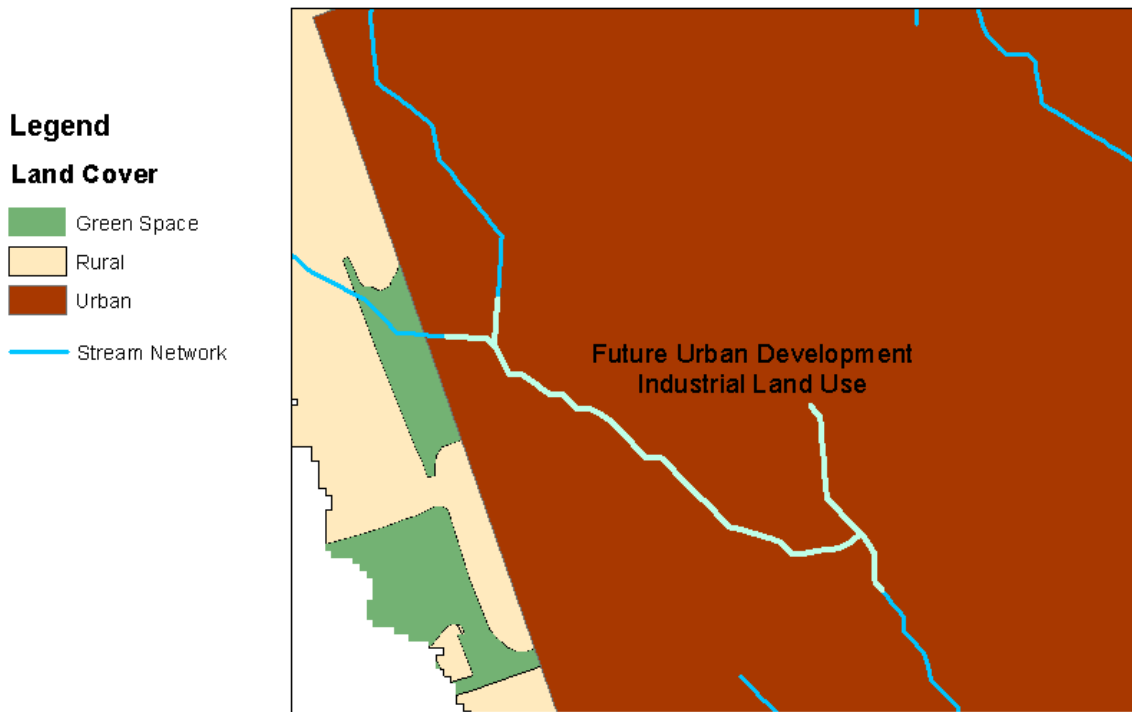 Legend
Land Cover
Green Space
Rural
Urban
Stream Network
Future Urban Development
Industrial Land Use